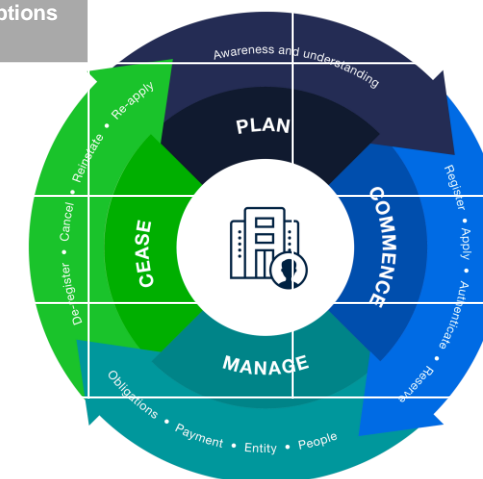 ptions
Awareness and understanding
PLAN
Register • Apply • Authenticate • Reserve
COMMENCE
MANAGE
Obligations • Payment • Entity • People
CEASE
De-register • Cancel • Reinstate • Re-apply